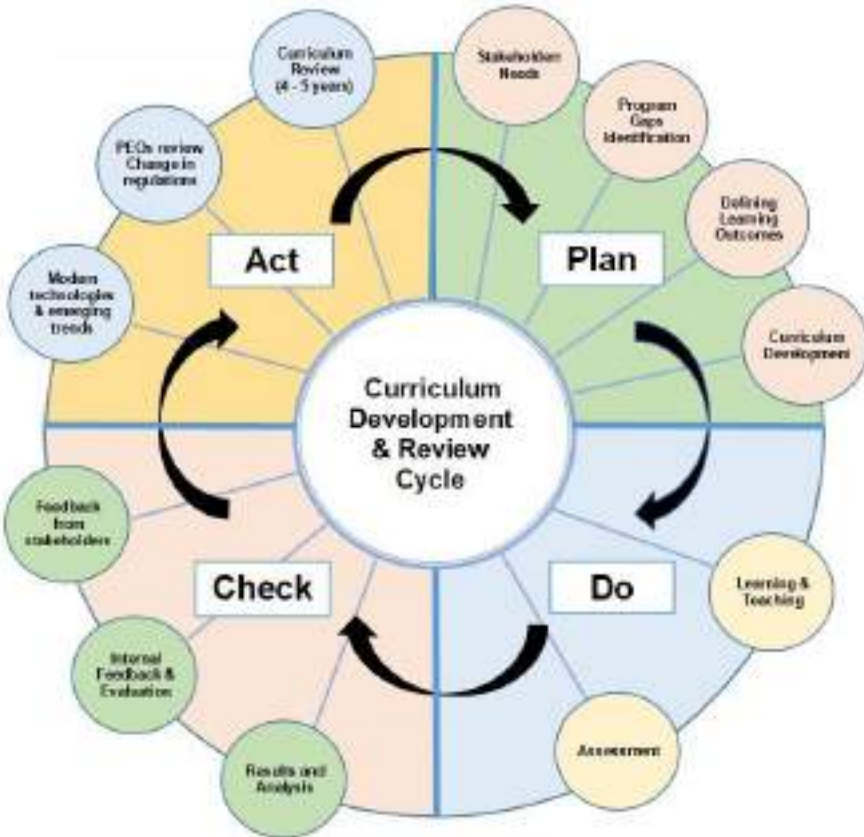 Curriculum
Review
(4 - 5 years)
Stakeholders
Needs
Program
Gaps
Identification
PEOs review
Change in
regulations
Defining
Learning
Outcomes
Act
Plan
Modern
technologies
& emerging
trends
Curriculum
Development
Curriculum
Development
& Review
Cycle
Feedback
from
stakeholders
Check
Do
Learning &
Teaching
Internal
Feedback &
Evaluation
Assessment
Results and
Analysis